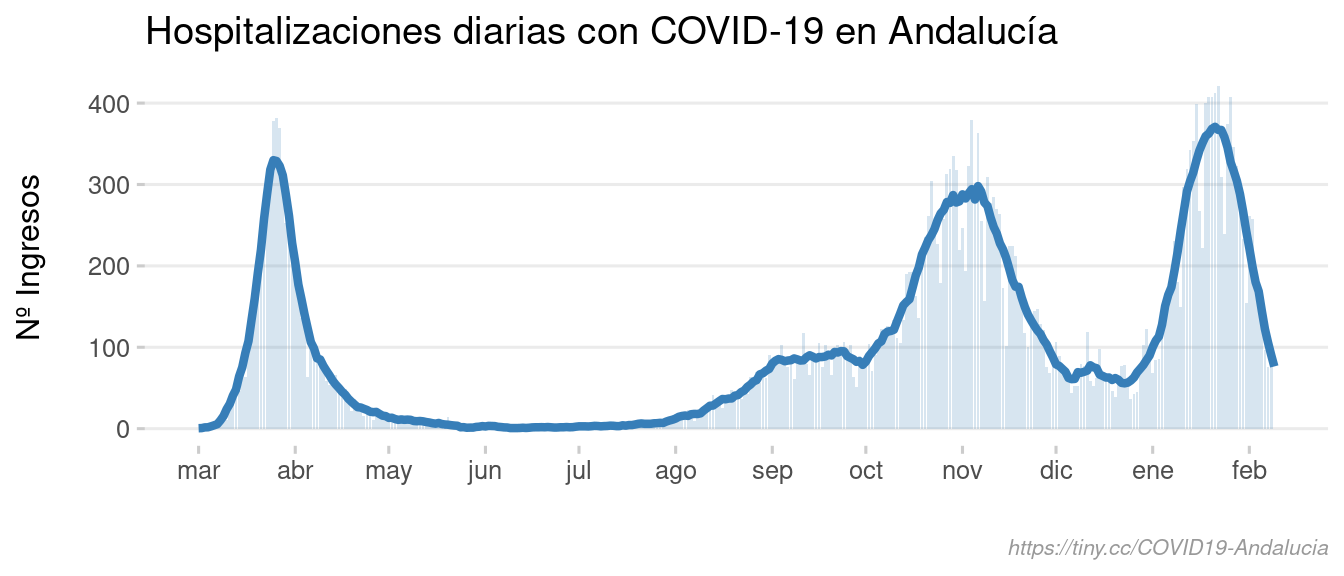 Hospitalizaciones diarias con COVID-19 en Andalucía
Nº Ingresos
400
300
200
100
0
mar abr may jun jul ago sep oct nov dic ene feb
https://tiny.cc/COVID19-Andalucia